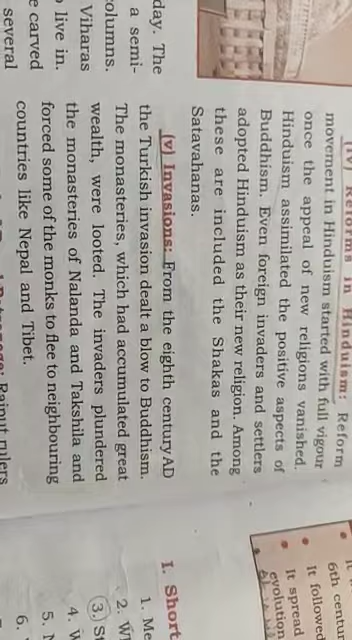 (iv) Reforms in Hinduism: Reform
movement in Hinduism started with full vigour
once the appeal of new religions vanished.
Hinduism assimilated the positive aspects of
Buddhism. Even foreign invaders and settlers
adopted Hinduism as their new religion. Among
these are included the Shakas and the
Satavahanas.
(v) Invasions: From the eighth century AD
the Turkish invasion dealt a blow to Buddhism.
The monasteries, which had accumulated great
wealth, were looted. The invaders plundered
the monasteries of Nalanda and Takshila and
forced some of the monks to flee to neighbouring
countries like Nepal and Tibet.
Rajput rulers
day. The
a semi-
columns.
Viharas
live in.
carved
several
6th centu
It followed
It spread
evolution
I. Short
1. Me
2. W
3. St
4. W
5.
6.